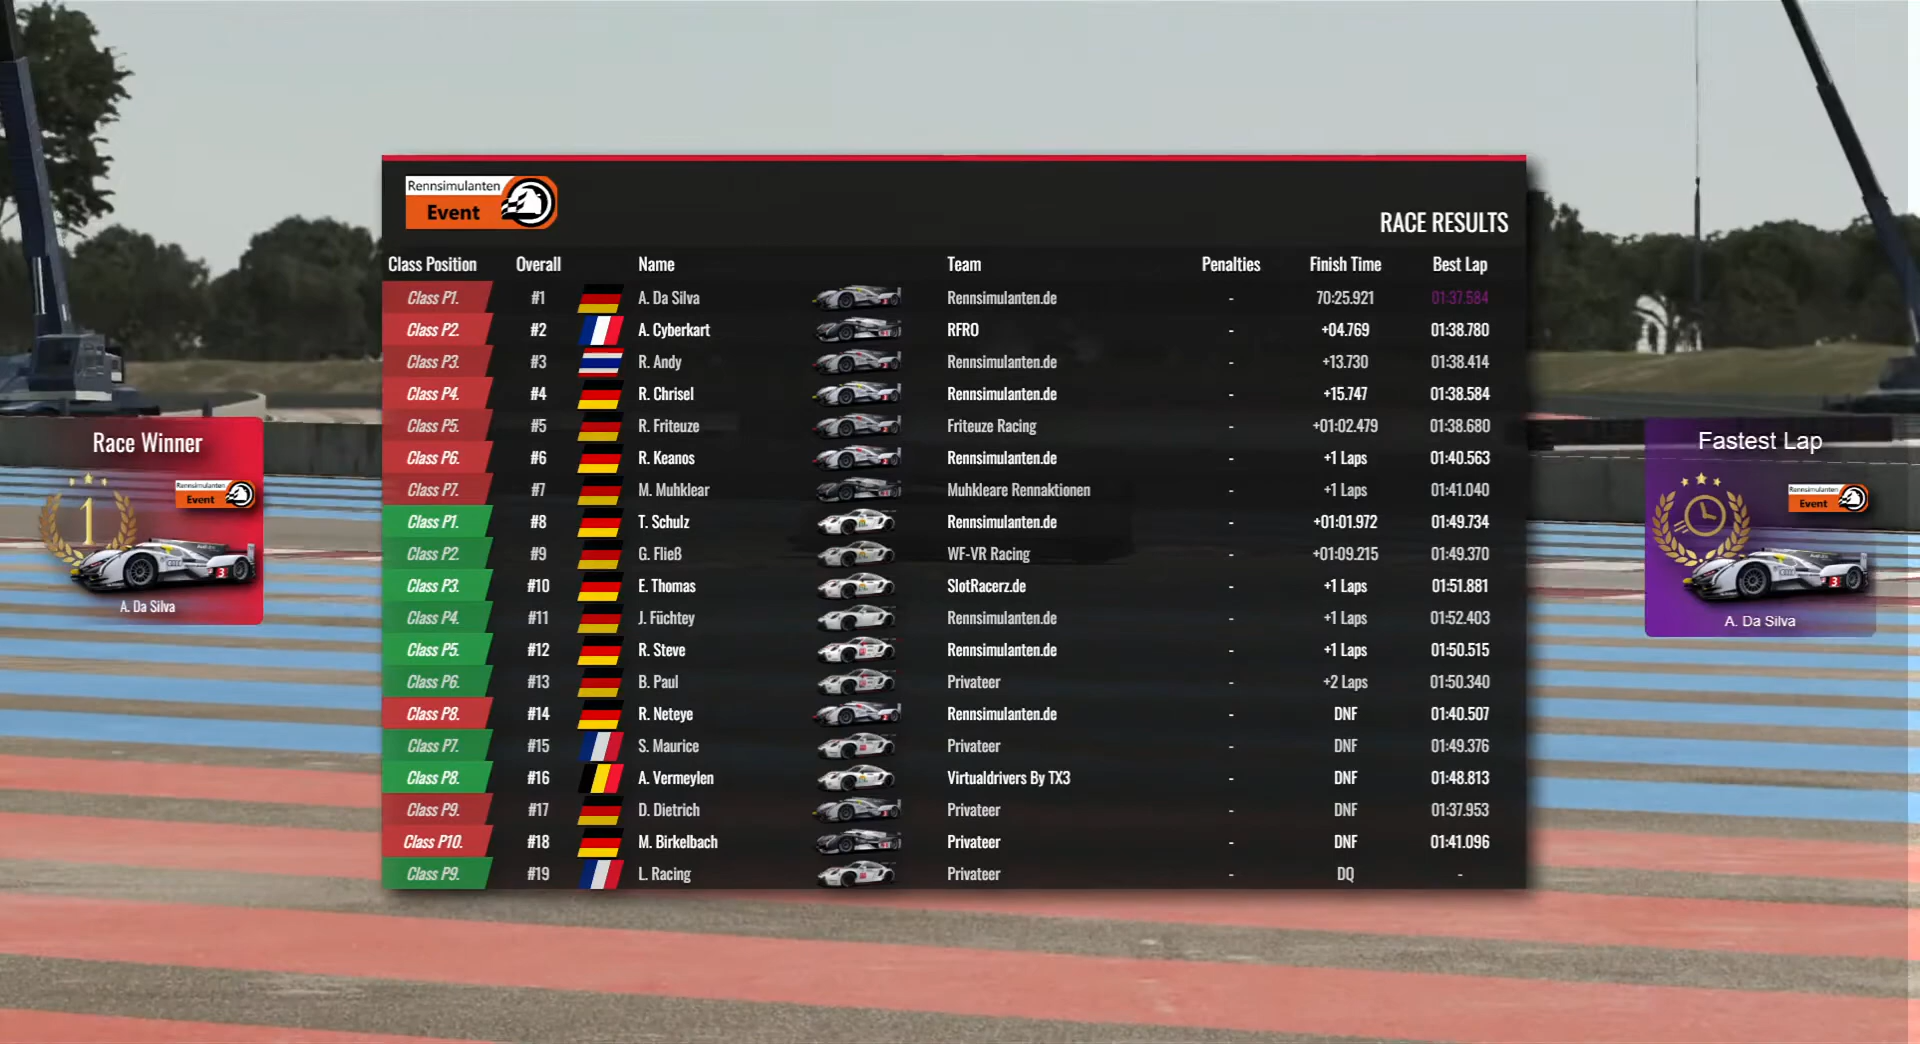 Rennsimulanten
Event
RACE RESULTS
Class Position Overall Name Team Penalties Finish Time Best Lap
Class P1. #1 A. Da Silva Rennsimulanten.de - 70:25.921 01:37.584
Class P2. #2 A. Cyberkart RFRO - +04.769 01:38.780
Class P3. #3 R. Andy Rennsimulanten.de - +13.730 01:38.414
Class P4. #4 R. Chrisel Rennsimulanten.de - +15.747 01:38.584
Class P5. #5 R. Friteuze Friteuze Racing - +01:02.479 01:38.680
Class P6. #6 R. Keanos Rennsimulanten.de - +1 Laps 01:40.563
Class P7. #7 M. Muhklear Muhkleare Rennaktionen - +1 Laps 01:41.040
Class P1. #8 T. Schulz Rennsimulanten.de - +01:01.972 01:49.734
Class P2. #9 G. Fließ WF-VR Racing - +01:09.215 01:49.370
Class P3. #10 E. Thomas SlotRacerz.de - +1 Laps 01:51.881
Class P4. #11 J. Füchtey Rennsimulanten.de - +1 Laps 01:52.403
Class P5. #12 R. Steve Rennsimulanten.de - +1 Laps 01:50.515
Class P6. #13 B. Paul Privateer - +2 Laps 01:50.340
Class P8. #14 R. Neteye Rennsimulanten.de - DNF 01:40.507
Class P7. #15 S. Maurice Privateer - DNF 01:49.376
Class P8. #16 A. Vermeylen Virtualdrivers By TX3 - DNF 01:48.813
Class P9. #17 D. Dietrich Privateer - DNF 01:37.953
Class P10. #18 M. Birkelbach Privateer - DNF 01:41.096
Class P9. #19 L. Racing Privateer - DQ -
Race Winner
Rennsimulanten
Event
1
3
A. Da Silva
Fastest Lap
Rennsimulanten
Event
3
A. Da Silva